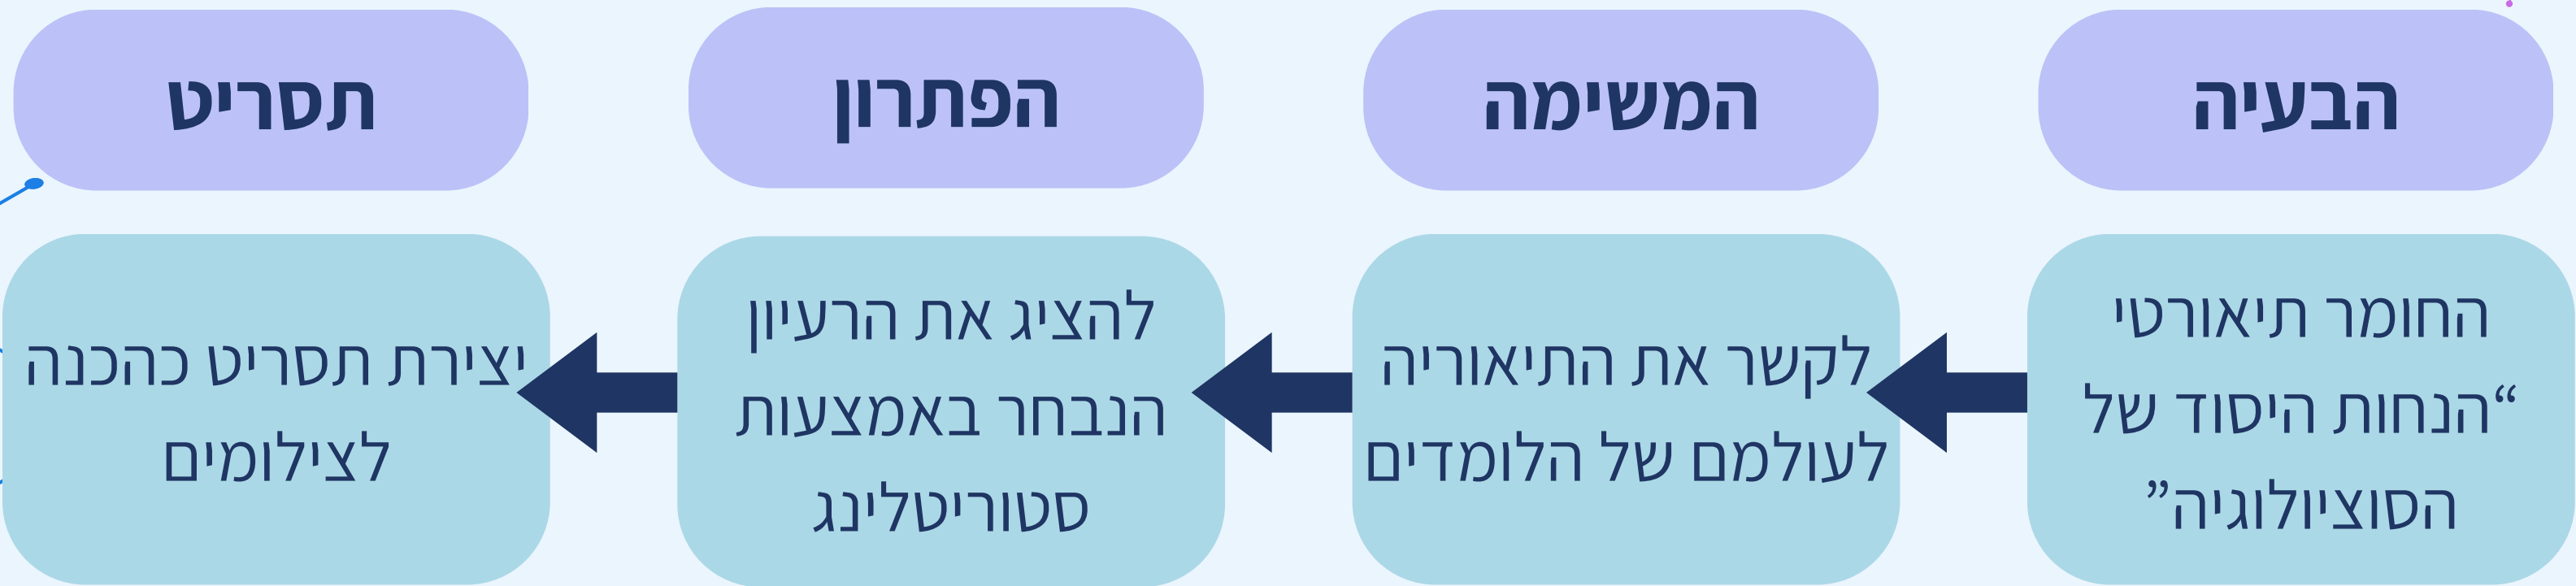 הבעיה
המשימה
הפתרון
תסריט
החומר תיאורטי
“הנחות היסוד של
הסוציולוגיה”
לקשר את התיאוריה
לעולמם של הלומדים
להציג את הרעיון
הנבחר באמצעות
סטוריטלינג
יצירת תסריט כהכנה
לצילומים